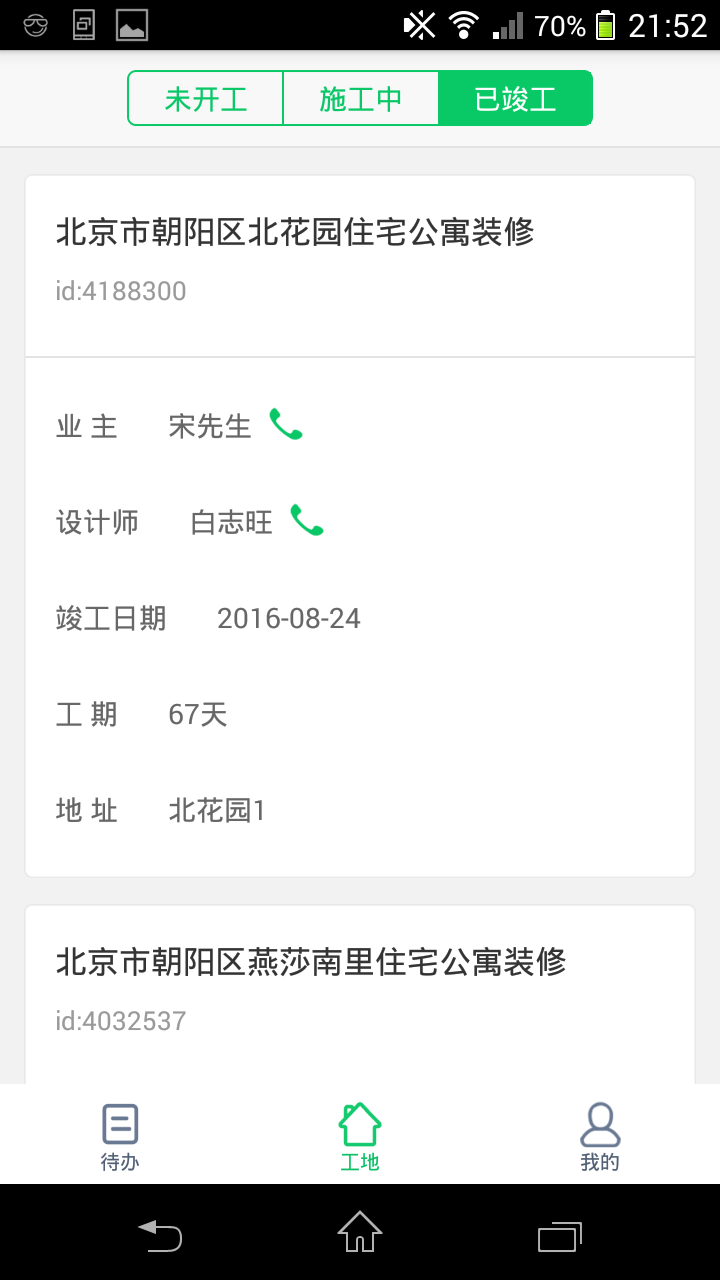 70% 21:52
未开工 施工中 已竣工
北京市朝阳区北花园住宅公寓装修
id:4188300
业 主 宋先生
设计师 白志旺
竣工日期 2016-08-24
工 期 67天
地 址 北花园1
北京市朝阳区燕莎南里住宅公寓装修
id:4032537
待办 工地 我的